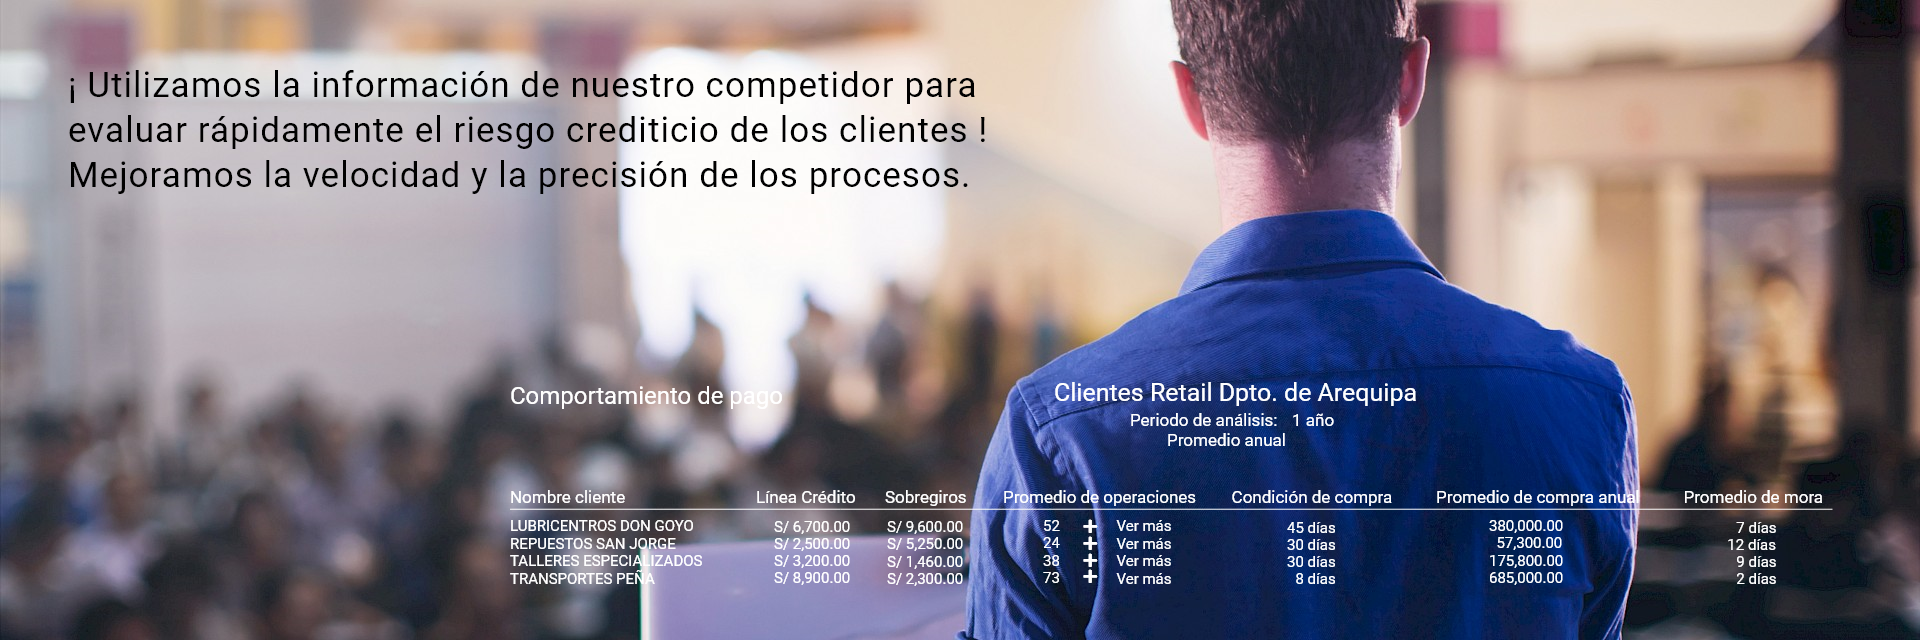 ¡ Utilizamos la información de nuestro competidor para
evaluar rápidamente el riesgo crediticio de los clientes !
Mejoramos la velocidad y la precisión de los procesos.
Comportamiento de pago
Clientes Retail Dpto. de Arequipa
Periodo de análisis: 1 año
Promedio anual
Nombre cliente Línea Crédito Sobregiros Promedio de operaciones Condición de compra Promedio de compra anual Promedio de mora
LUBRICENTROS DON GOYO S/ 6,700.00 S/ 9,600.00 52 + Ver más 45 días 380,000.00 7 días
REPUESTOS SAN JORGE S/ 2,500.00 S/ 5,250.00 24 + Ver más 30 días 57,300.00 12 días
TALLERES ESPECIALIZADOS S/ 3,200.00 S/ 1,460.00 38 + Ver más 30 días 175,800.00 9 días
TRANSPORTES PEÑA S/ 8,900.00 S/ 2,300.00 73 + Ver más 8 días 685,000.00 2 días